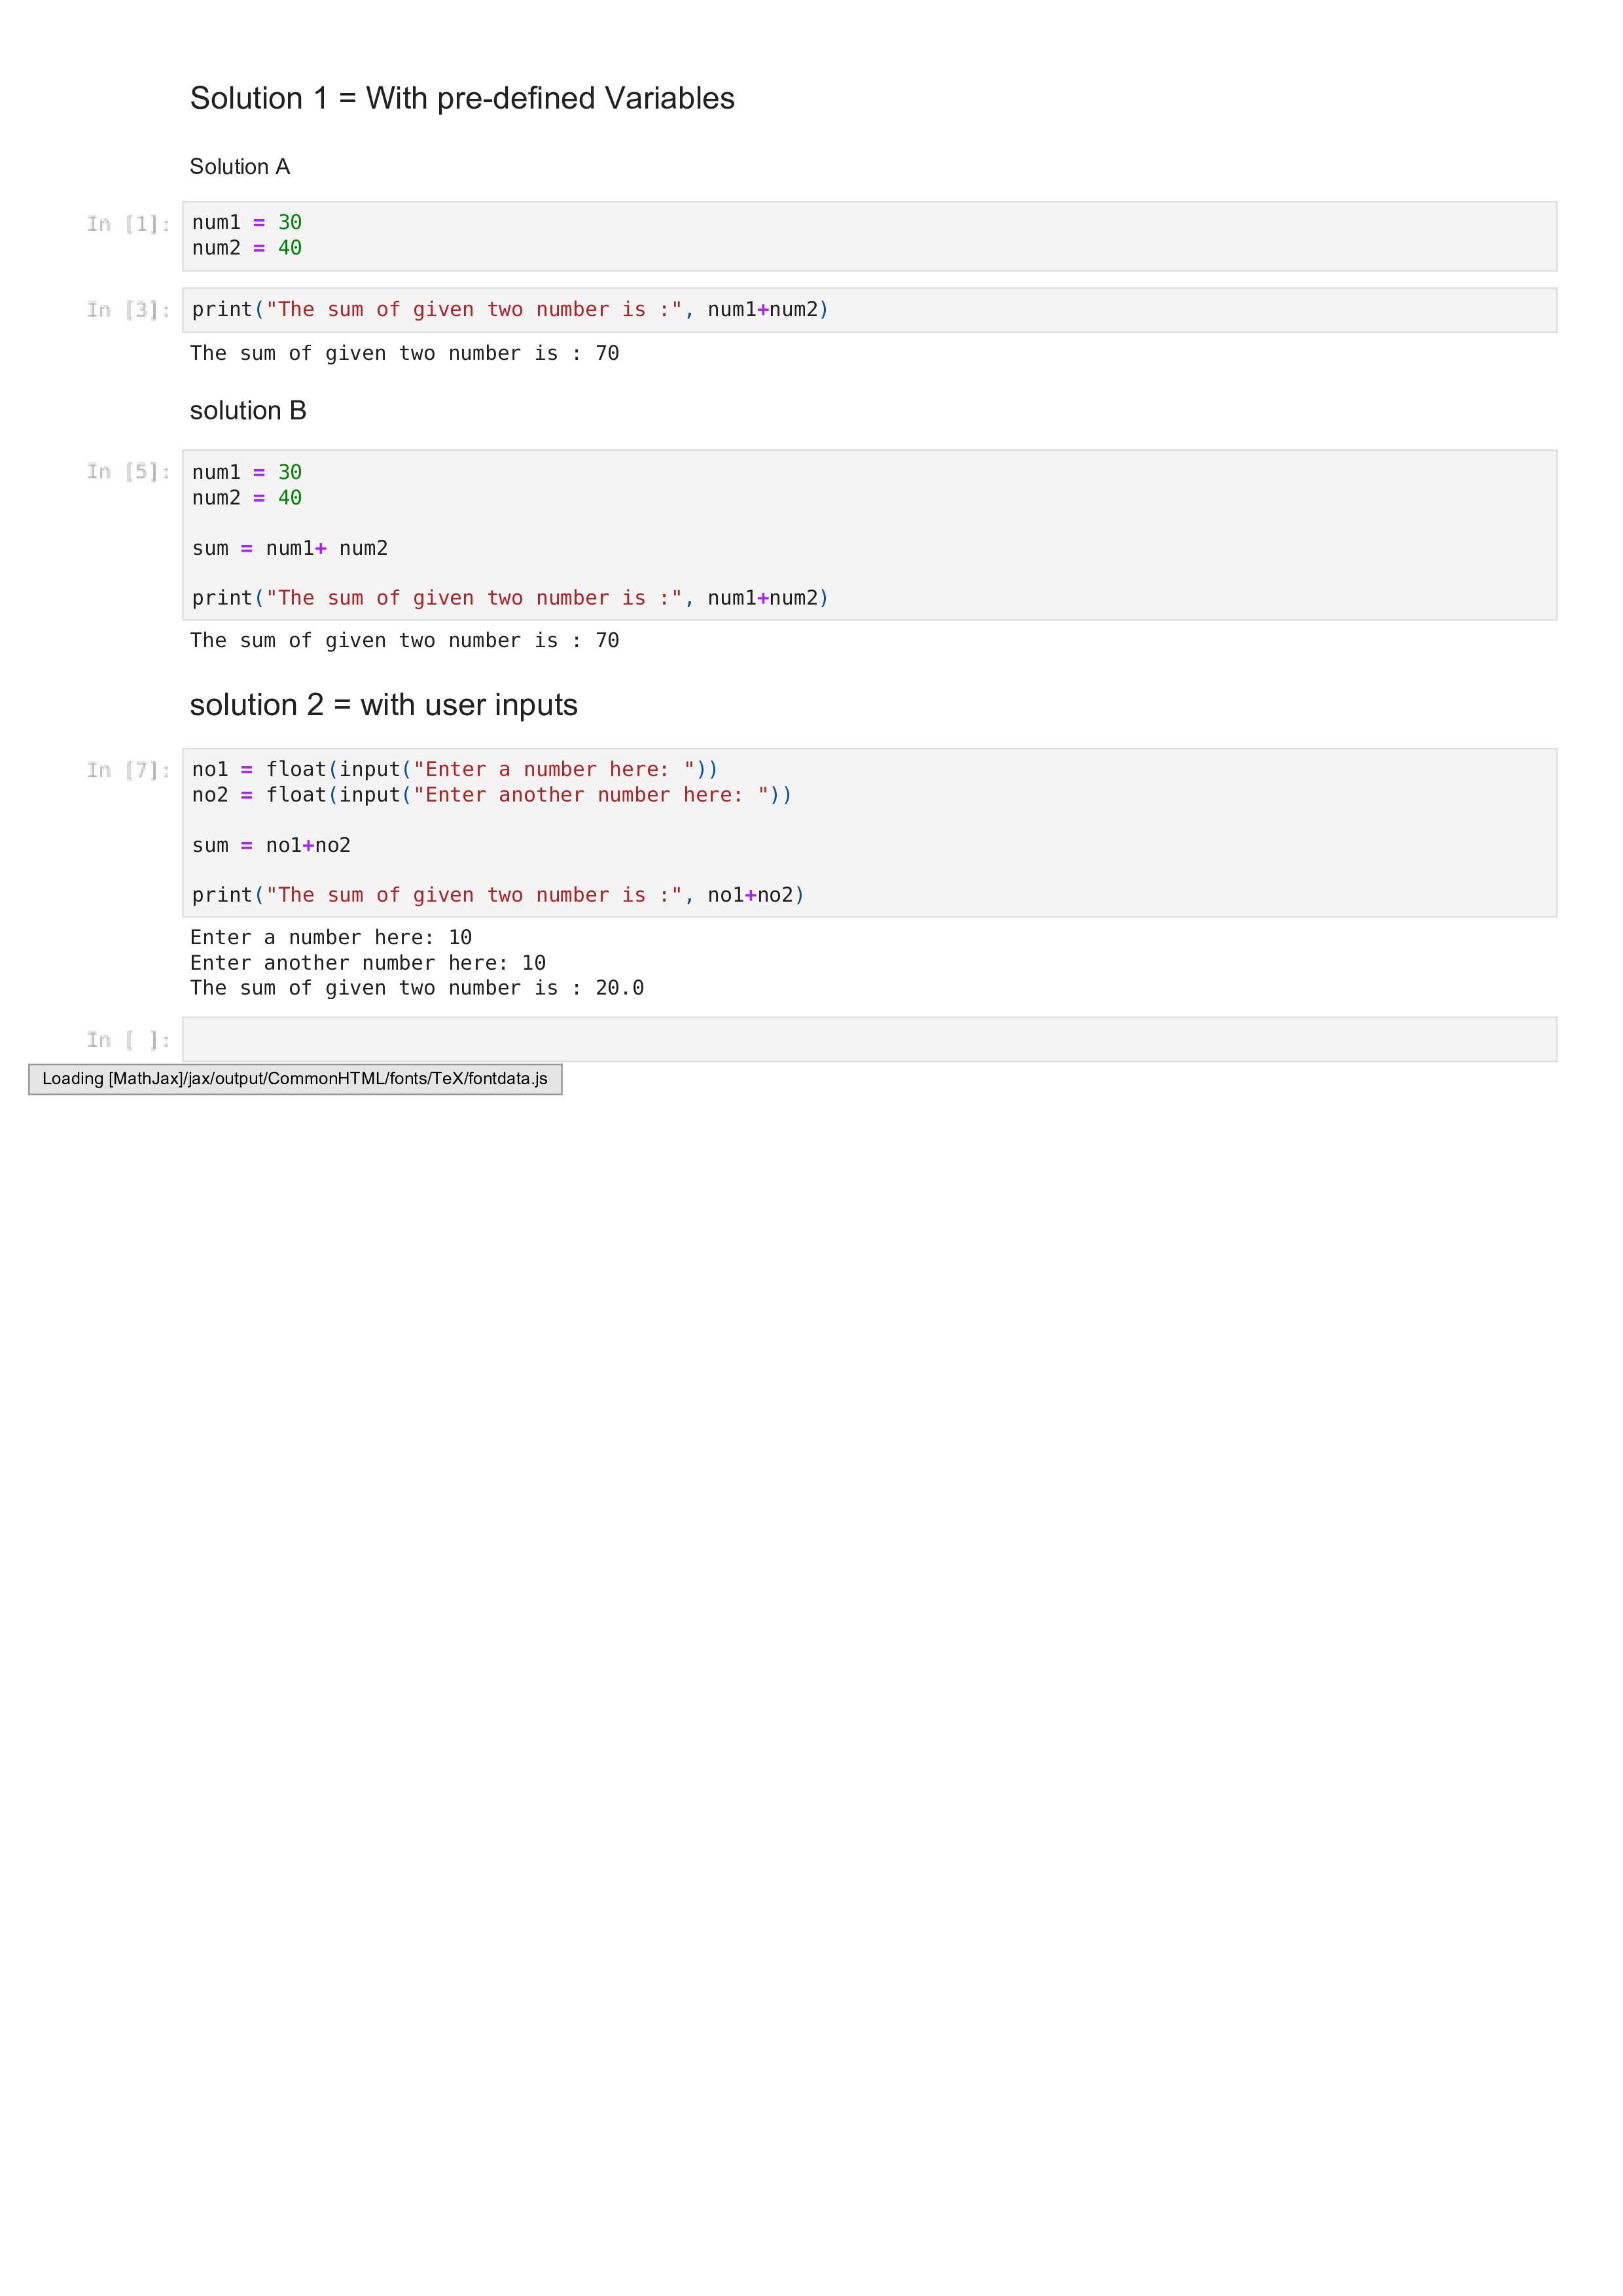 Solution 1 = With pre-defined Variables
Solution A
In [1]:
num1 = 30
num2 = 40
In [3]:
print("The sum of given two number is :", num1+num2)
The sum of given two number is : 70
solution B
In [5]:
num1 = 30
num2 = 40
sum = num1+ num2
print("The sum of given two number is :", num1+num2)
The sum of given two number is : 70
solution 2 = with user inputs
In [7]:
no1 = float(input("Enter a number here: "))
no2 = float(input("Enter another number here: "))
sum = no1+no2
print("The sum of given two number is :", no1+no2)
Enter a number here: 10
Enter another number here: 10
The sum of given two number is : 20.0
In [ ]:
Loading [MathJax]/jax/output/CommonHTML/fonts/TeX/fontdata.js